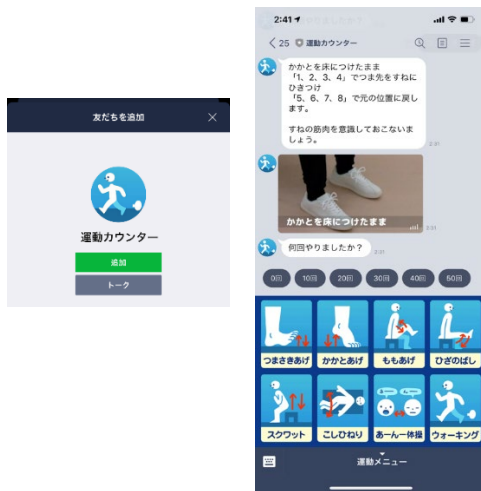 友だちを追加
運動カウンター
追加
トーク
2:41
25 運動カウンター
かかとを床につけたまま
「1、2、3、4」でつま先をすねに
ひきつけ
「5、6、7、8」で元の位置に戻し
ます。
すねの筋肉を意識しておこないま
しょう。
2:31
かかとを床につけたまま
2:31
何回やりましたか？
2:31
0回 10回 20回 30回 40回 50回
つまさきあげ かかとあげ ももあげ ひざのばし
スクワット こしひねり あーんー体操 ウォーキング
運動メニュー